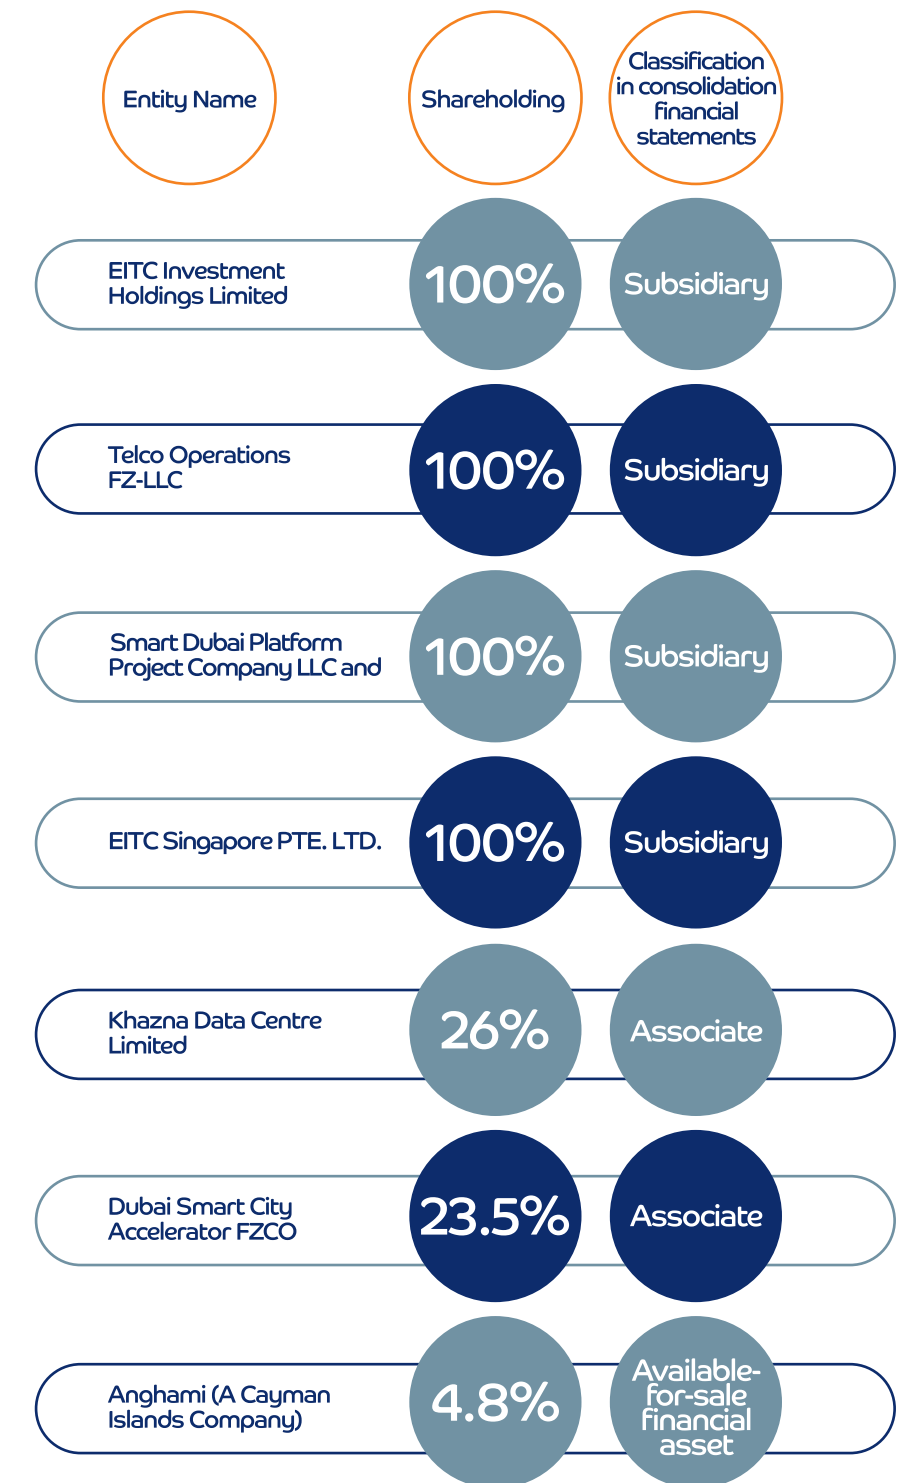 Entity Name
Shareholding
Classification
in consolidation
financial
statements
EITC Investment
Holdings Limited
100%
Subsidiary
Telco Operations
FZ-LLC
100%
Subsidiary
Smart Dubai Platform
Project Company LLC and
100%
Subsidiary
EITC Singapore PTE. LTD.
100%
Subsidiary
Khazna Data Centre
Limited
26%
Associate
Dubai Smart City
Accelerator FZCO
23.5%
Associate
Anghami (A Cayman
Islands Company)
4.8%
Available-
for-sale
financial
asset